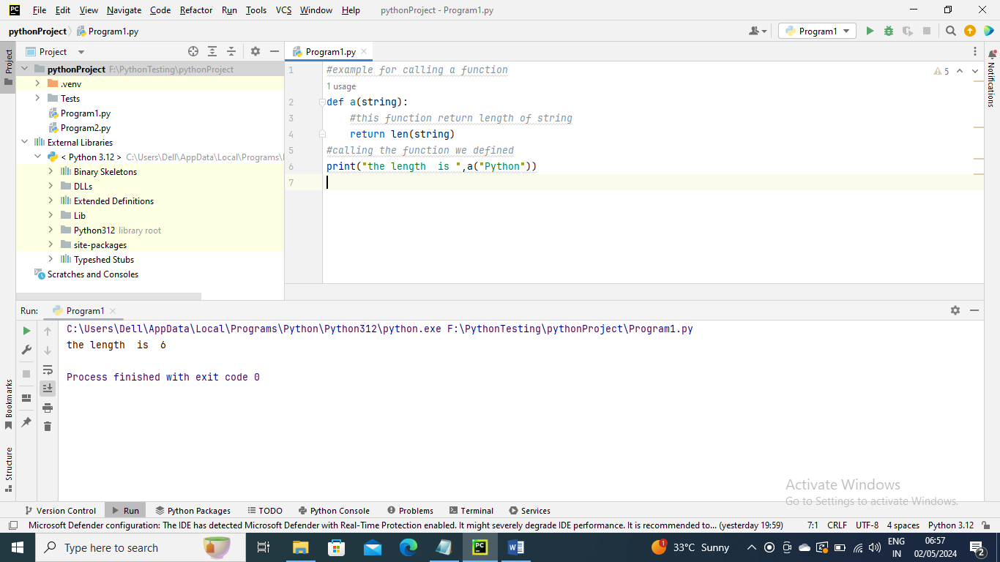 PC File Edit View Navigate Code Refactor Run Tools VCS Window Help pythonProject - Program1.py
pythonProject Program1.py Program1
Project
Project
pythonProject F:\PythonTesting\pythonProject
.venv
Tests
Program1.py
Program2.py
External Libraries
< Python 3.12 > C:\Users\Dell\AppData\Local\Programs\
Binary Skeletons
DLLs
Extended Definitions
Lib
Python312 library root
site-packages
Typeshed Stubs
Scratches and Consoles
Program1.py
5
1 #example for calling a function
1 usage
2 def a(string):
3 #this function return length of string
4 return len(string)
5 #calling the function we defined
6 print("the length  is ",a("Python"))
7
Notifications
Run: Program1
C:\Users\Dell\AppData\Local\Programs\Python\Python312\python.exe F:\PythonTesting\pythonProject\Program1.py
the length  is  6
Process finished with exit code 0
Bookmarks
Structure
Activate Windows
Go to Settings to activate Windows.
Version Control Run Python Packages TODO Python Console Problems Terminal Services
Microsoft Defender configuration: The IDE has detected Microsoft Defender with Real-Time Protection enabled. It might severely degrade IDE performance. It is recommended to... (yesterday 19:59) 7:1 CRLF UTF-8 4 spaces Python 3.12
Type here to search PC W 1 33°C Sunny ENG 06:57
IN 02/05/2024 2